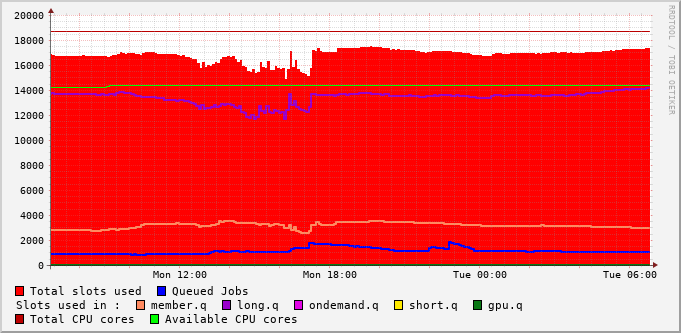 20000
18000
16000
14000
12000
10000
8000
6000
4000
2000
0
Mon 12:00 Mon 18:00 Tue 00:00 Tue 06:00
Total slots used Queued Jobs
Slots used in : member.q long.q ondemand.q short.q gpu.q
Total CPU cores Available CPU cores
RRDTOOL / TOBI OETIKER